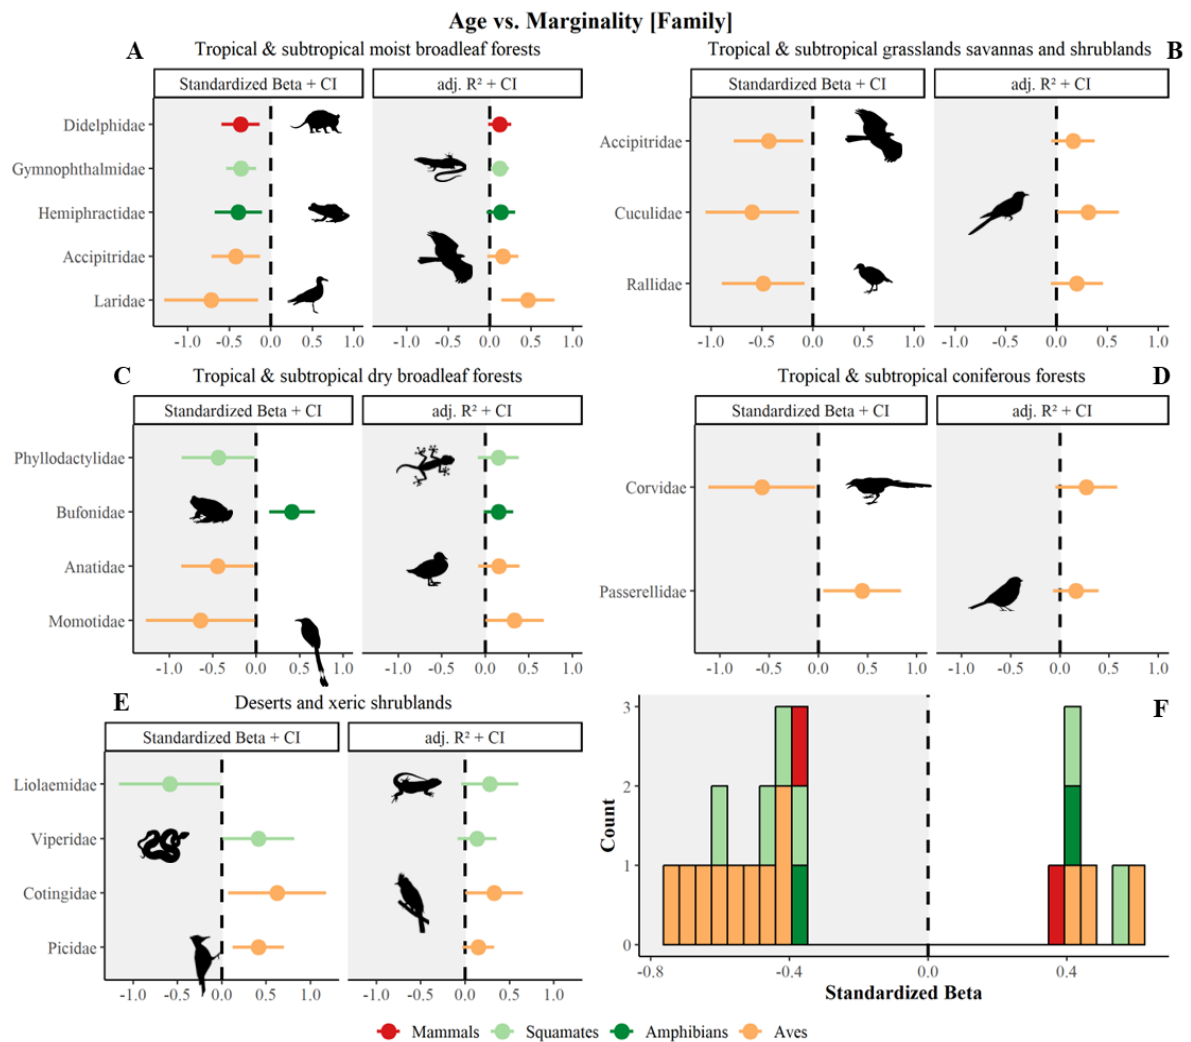 Age vs. Marginality [Family]
A
Tropical & subtropical moist broadleaf forests
Standardized Beta + CI
adj. R² + CI
Didelphidae
Gymnophthalmidae
Hemiphractidae
Accipitridae
Laridae
-1.0 -0.5 0.0 0.5 1.0
-1.0 -0.5 0.0 0.5 1.0
Tropical & subtropical grasslands savannas and shrublands
B
Standardized Beta + CI
adj. R² + CI
Accipitridae
Cuculidae
Rallidae
-1.0 -0.5 0.0 0.5 1.0
-1.0 -0.5 0.0 0.5 1.0
C
Tropical & subtropical dry broadleaf forests
Standardized Beta + CI
adj. R² + CI
Phyllodactylidae
Bufonidae
Anatidae
Momotidae
-1.0 -0.5 0.0 0.5 1.0
-1.0 -0.5 0.0 0.5 1.0
Tropical & subtropical coniferous forests
D
Standardized Beta + CI
adj. R² + CI
Corvidae
Passerellidae
-1.0 -0.5 0.0 0.5 1.0
-1.0 -0.5 0.0 0.5 1.0
E
Deserts and xeric shrublands
Standardized Beta + CI
adj. R² + CI
Liolaemidae
Viperidae
Cotingidae
Picidae
-1.0 -0.5 0.0 0.5 1.0
-1.0 -0.5 0.0 0.5 1.0
F
Count
3
2
1
0
-0.8 -0.4 0.0 0.4
Standardized Beta
Mammals Squamates Amphibians Aves